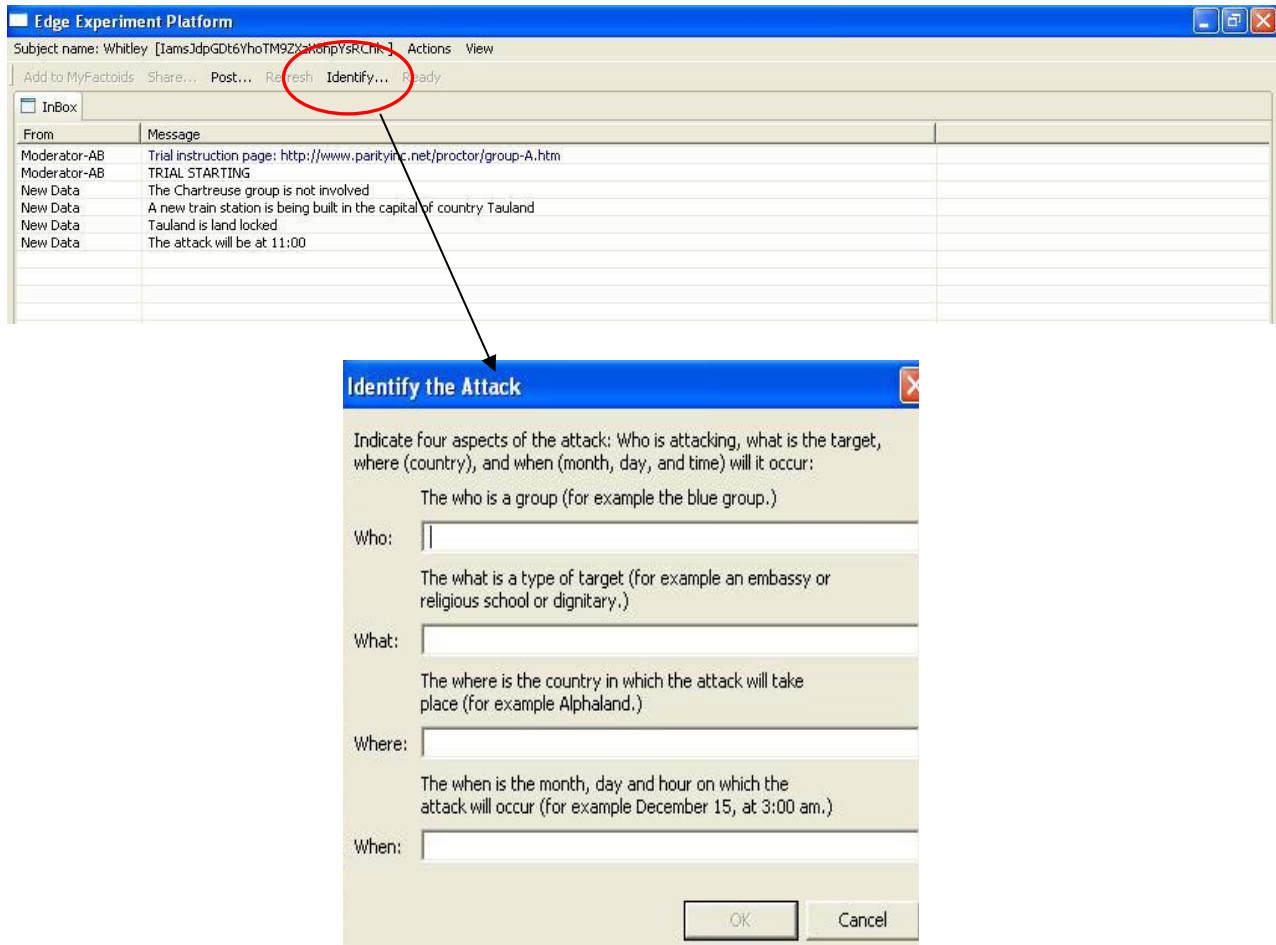 Edge Experiment Platform
Subject name: Whitley [IamsJdpGDt6YhoTM9ZXzX6hpYsRChk ] Actions View
Add to MyFactoids Share... Post... Refresh Identify... Ready
InBox
From Message
Moderator-AB Trial instruction page: http://www.parityinc.net/proctor/group-A.htm
Moderator-AB TRIAL STARTING
New Data The Chartreuse group is not involved
New Data A new train station is being built in the capital of country Tauland
New Data Tauland is land locked
New Data The attack will be at 11:00
Identify the Attack
Indicate four aspects of the attack: Who is attacking, what is the target,
where (country), and when (month, day, and time) will it occur:
The who is a group (for example the blue group.)
Who:
The what is a type of target (for example an embassy or
religious school or dignitary.)
What:
The where is the country in which the attack will take
place (for example Alphaland.)
Where:
The when is the month, day and hour on which the
attack will occur (for example December 15, at 3:00 am.)
When:
OK Cancel